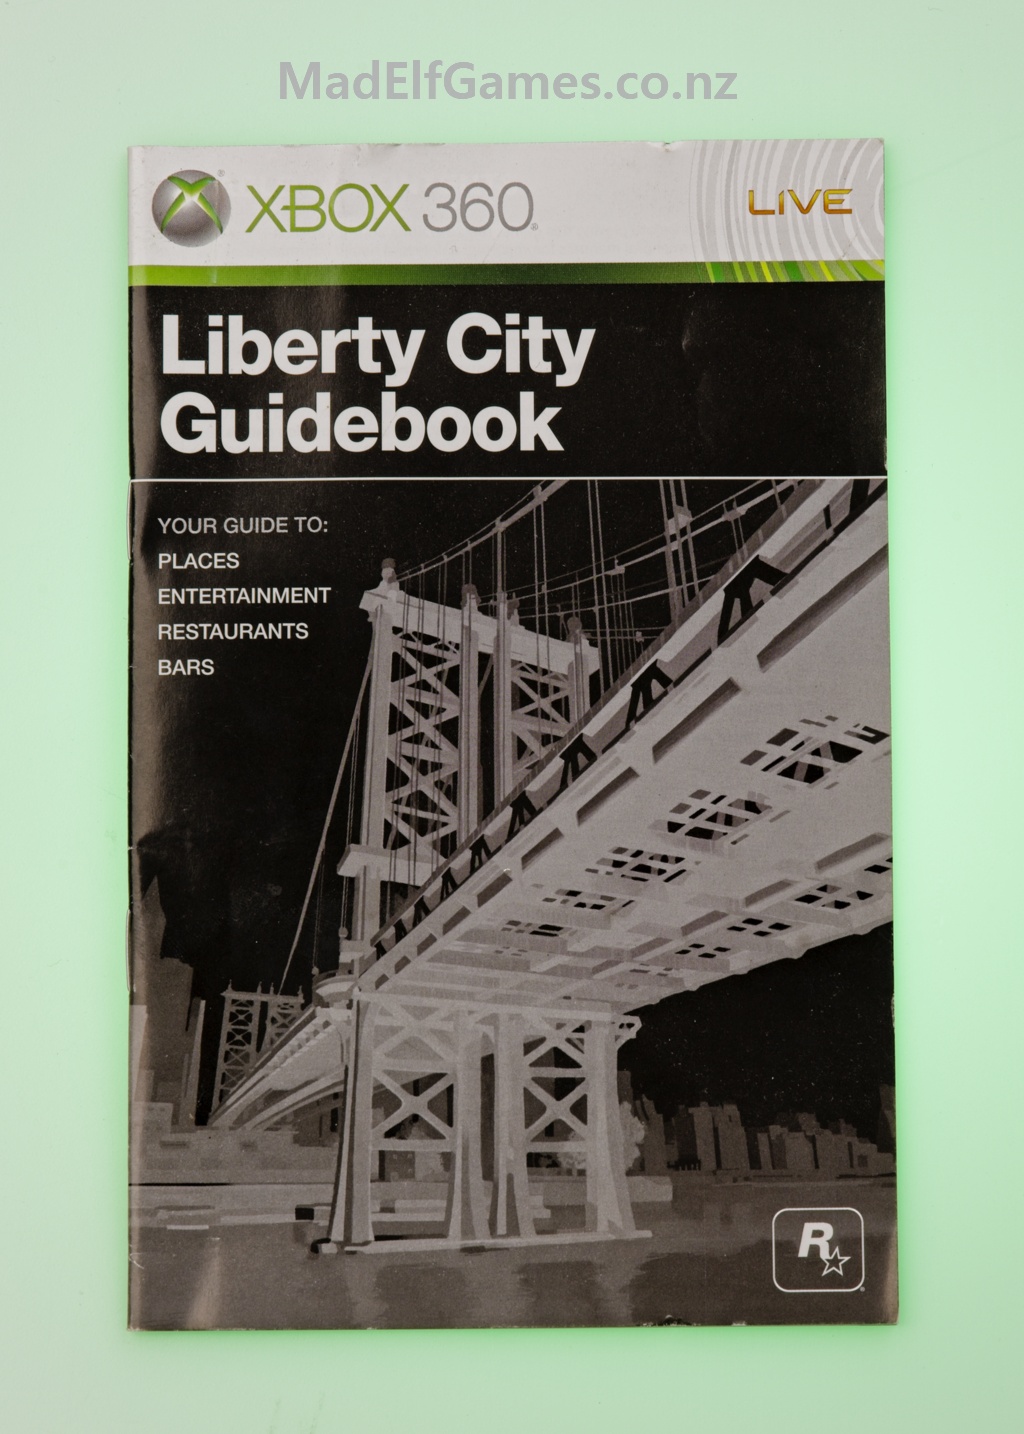 MadElfGames.co.nz
XBOX 360®
LIVE
Liberty City
Guidebook
YOUR GUIDE TO:
PLACES
ENTERTAINMENT
RESTAURANTS
BARS
R